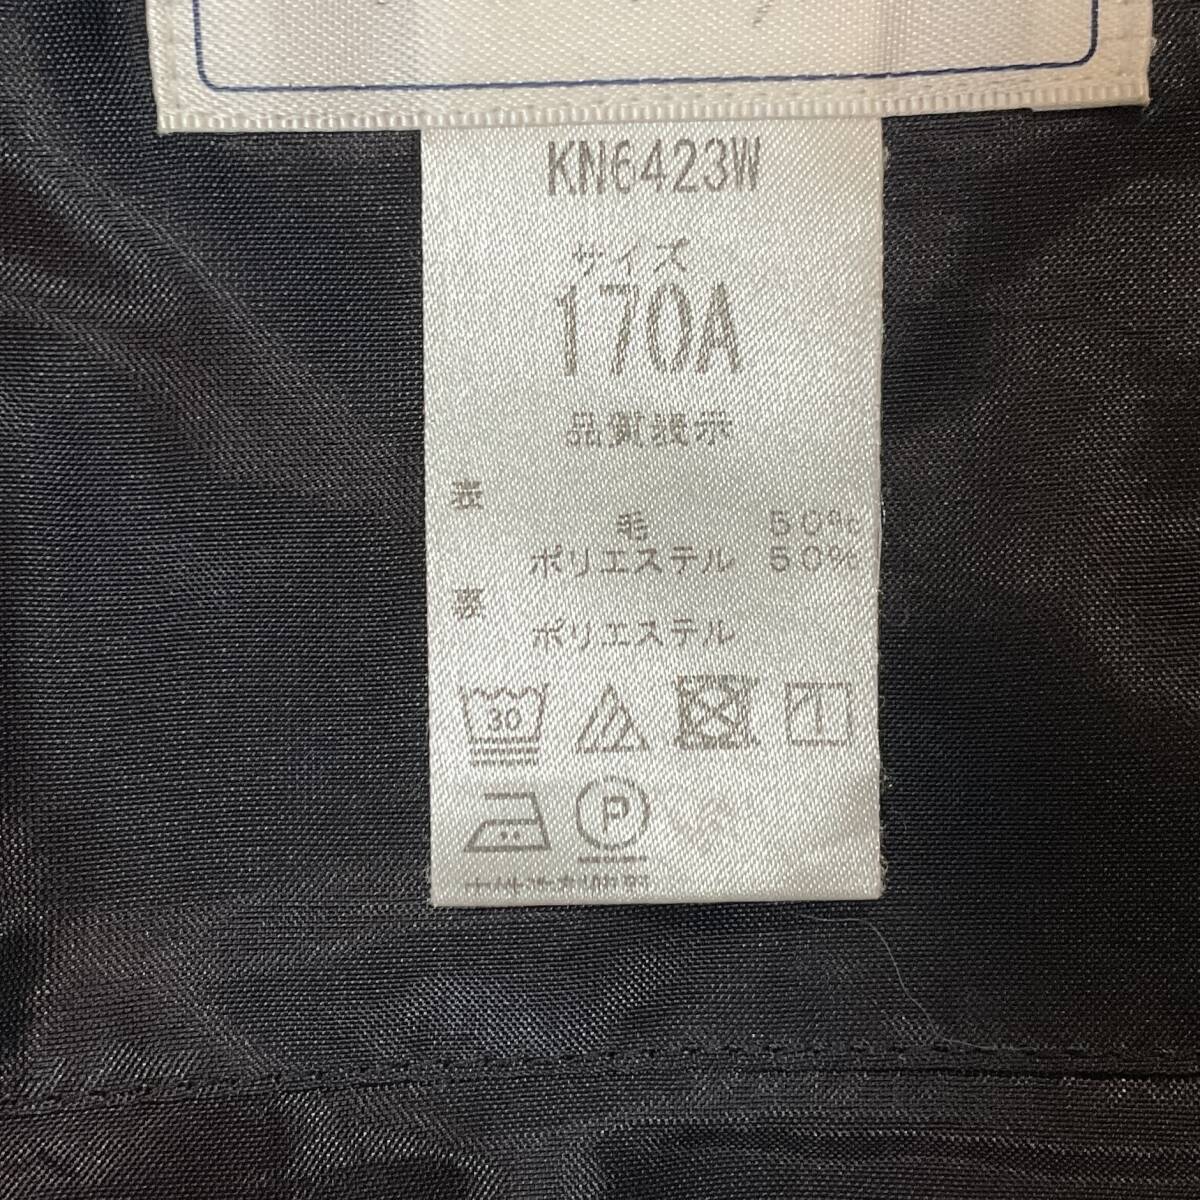 KN6423W
サイズ
170A
品質表示
表
毛 50%
ポリエステル 50%
裏
ポリエステル
30
P